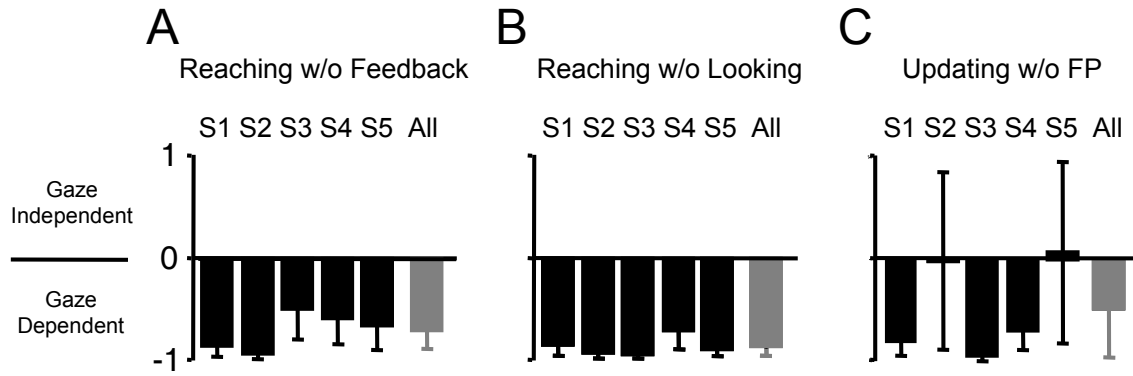 A
B
C
Reaching w/o Feedback
Reaching w/o Looking
Updating w/o FP
S1 S2 S3 S4 S5 All
S1 S2 S3 S4 S5 All
S1 S2 S3 S4 S5 All
1
Gaze
Independent
0
Gaze
Dependent
-1